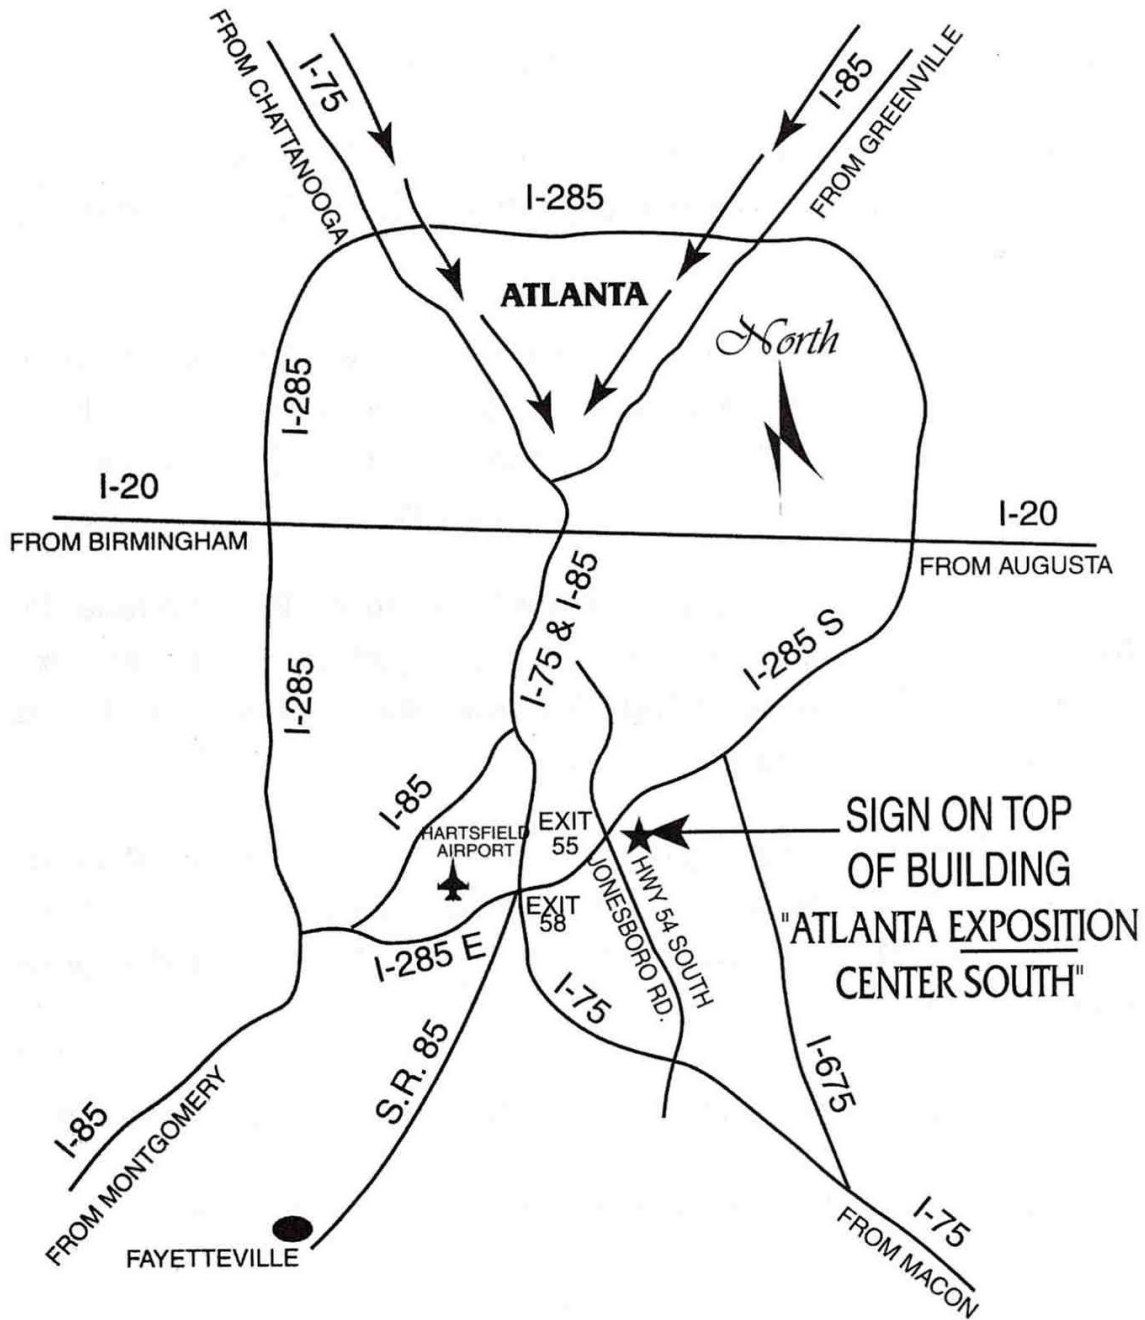 FROM CHATTANOOGA
I-75
I-85
FROM GREENVILLE
I-285
ATLANTA
North
I-285
I-20
FROM BIRMINGHAM
I-20
FROM AUGUSTA
I-75 & I-85
I-285 S
I-285
I-85
HARTSFIELD
AIRPORT
EXIT
55
SIGN ON TOP
OF BUILDING
"ATLANTA EXPOSITION
CENTER SOUTH"
HWY 54 SOUTH
JONESBORO RD.
EXIT
58
I-285 E
I-75
S.R. 85
I-675
I-85
FROM MONTGOMERY
FAYETTEVILLE
I-75
FROM MACON